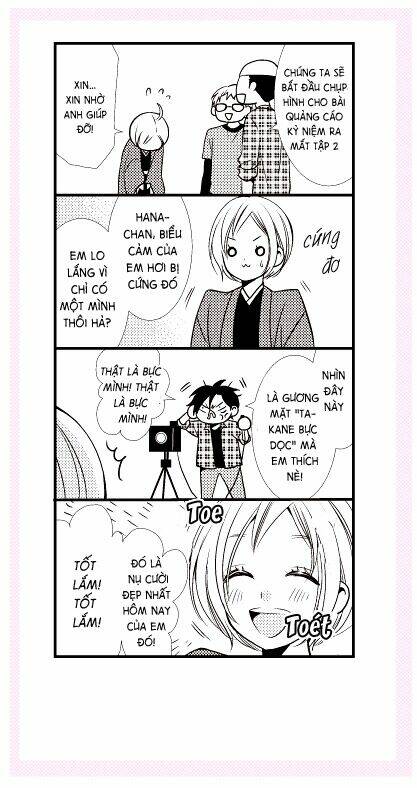 CHÚNG TA SẼ
BẮT ĐẦU CHỤP
HÌNH CHO BÀI
QUẢNG CÁO
KỶ NIỆM RA
MẮT TẬP 2
XIN...
XIN NHỜ
ANH GIÚP
ĐỠ!
cứng
đơ
HANA-
CHAN, BIỂU
CẢM CỦA
EM HƠI BỊ
CỨNG ĐÓ
EM LO
LẮNG VÌ
CHỈ CÓ
MỘT MÌNH
THÔI HẢ?
NHÌN
ĐÂY
NÀY
LÀ GƯƠNG
MẶT "TA-
KANE BỰC
DỌC" MÀ
EM THÍCH
NÈ!
THẬT LÀ BỰC
MÌNH! THẬT
LÀ BỰC
MÌNH!
Toe
Toét
ĐÓ LÀ
NỤ CƯỜI
ĐẸP NHẤT
HÔM NAY
CỦA EM
ĐÓ!
TỐT
LẮM!
TỐT
LẮM!